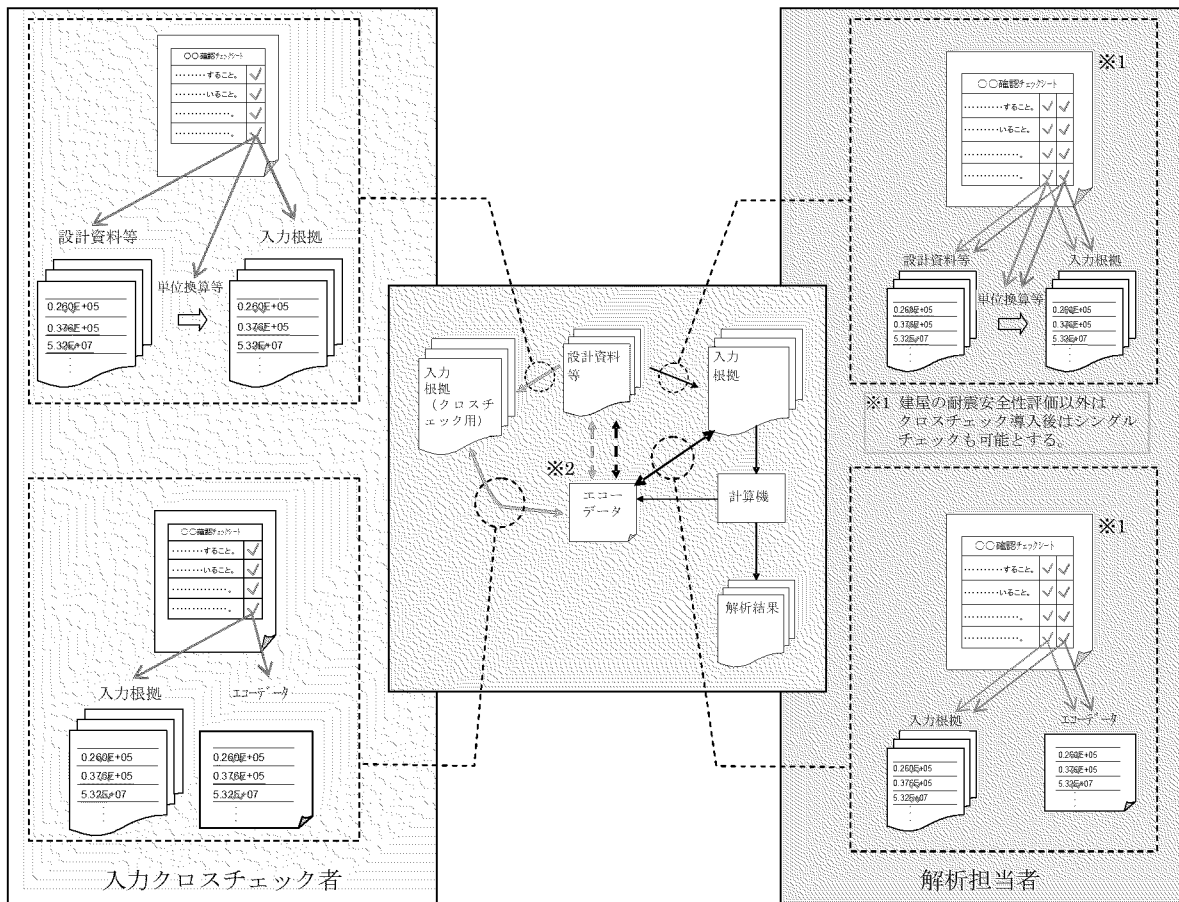 ○○確認チェックシート
………すること。
………いること。
…………。
…………。
設計資料等
入力根拠
単位換算等
0.260E+05
0.376E+05
5.32E+07
0.260E+05
0.376E+05
5.32E+07
○○確認チェックシート
………すること。
………いること。
…………。
…………。
入力根拠
エコーデータ
0.260E+05
0.376E+05
5.32E+07
0.260E+05
0.376E+05
5.32E+07
入力クロスチェック者
入力
根拠
(クロスチ
ェック用)
設計資料
等
入力
根拠
※2
エコー
データ
計算機
解析結果
※1
○○確認チェックシート
………すること。
………いること。
…………。
…………。
設計資料等
入力根拠
単位換算等
0.260E+05
0.376E+05
5.32E+07
0.260E+05
0.376E+05
5.32E+07
※1 建屋の耐震安全性評価以外は
クロスチェック導入後はシングル
チェックも可能とする。
※1
○○確認チェックシート
………すること。
………いること。
…………。
…………。
入力根拠
エコーデータ
0.260E+05
0.376E+05
5.32E+07
0.260E+05
0.376E+05
5.32E+07
解析担当者